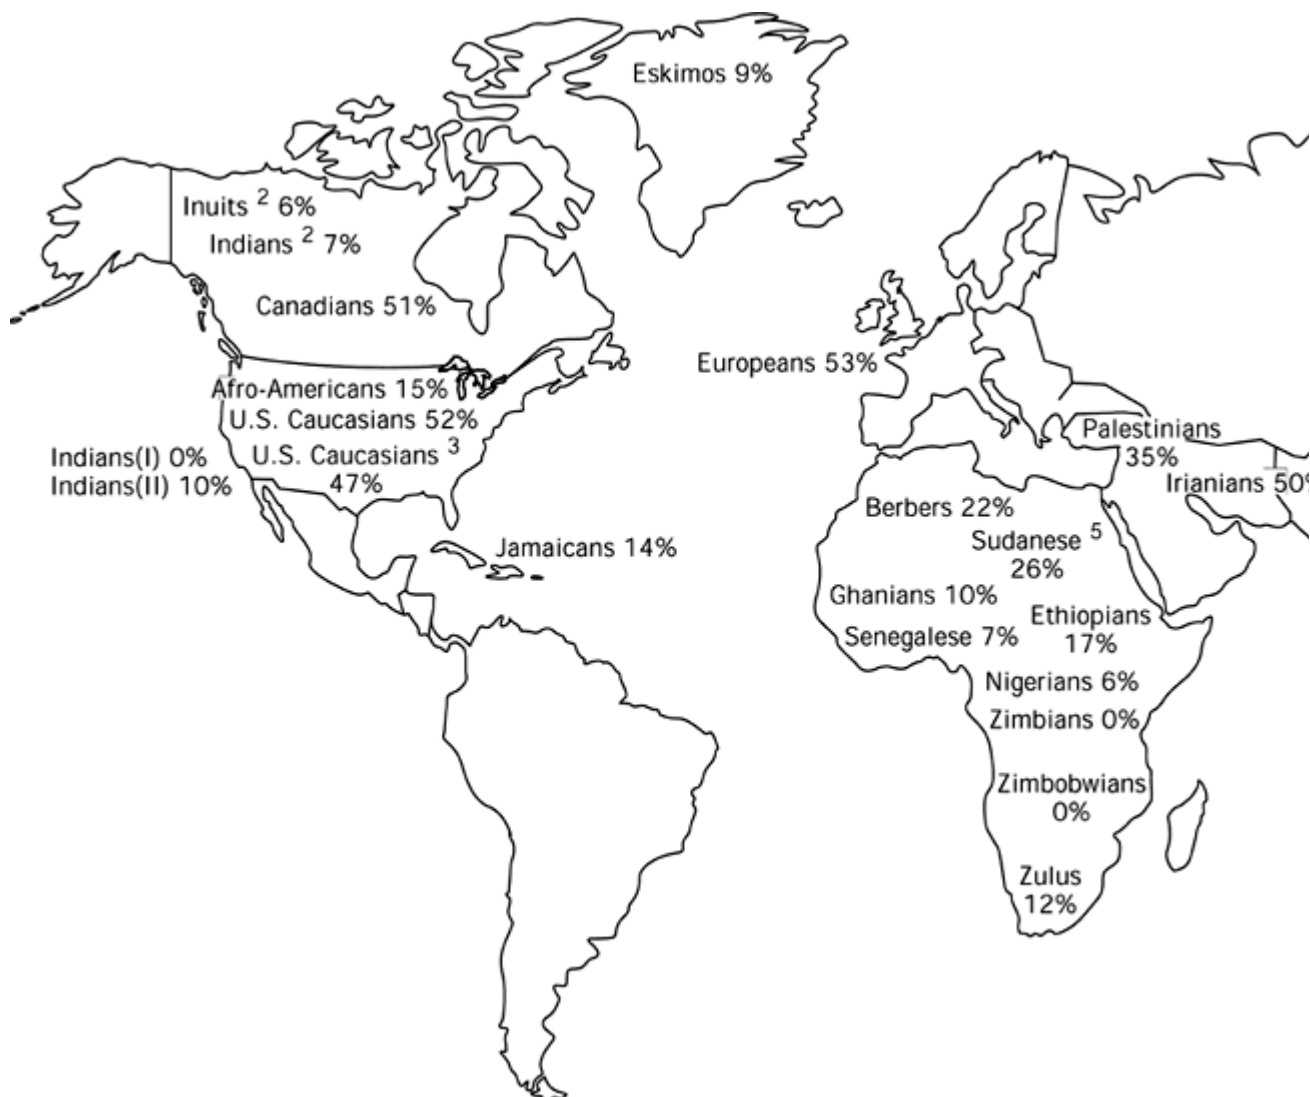 Eskimos 9%
Inuits 2 6%
Indians 2 7%
Canadians 51%
Afro-Americans 15%
U.S. Caucasians 52%
U.S. Caucasians 3
47%
Indians(I) 0%
Indians(II) 10%
Jamaicans 14%
Europeans 53%
Palestinians
35%
Irianians 50%
Berbers 22%
Sudanese 5
26%
Ghanians 10%
Ethiopians
17%
Senegalese 7%
Nigerians 6%
Zimbians 0%
Zimbobwians
0%
Zulus
12%